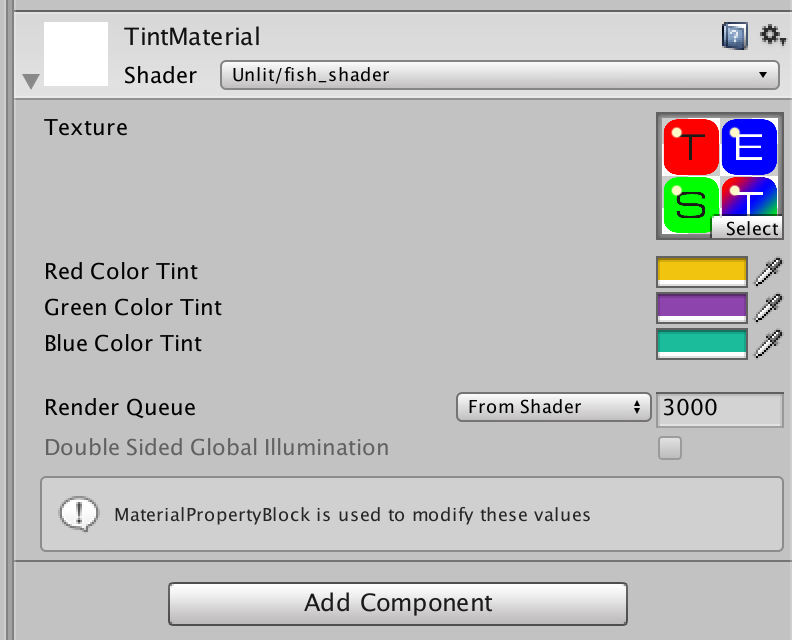 TintMaterial
Shader Unlit/fish_shader
Texture
T E
S T
Select
Red Color Tint
Green Color Tint
Blue Color Tint
Render Queue From Shader 3000
Double Sided Global Illumination
MaterialPropertyBlock is used to modify these values
Add Component